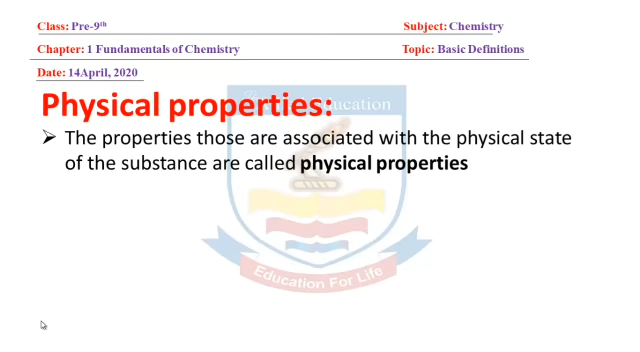 Class: Pre-9th Subject: Chemistry
Chapter: 1 Fundamentals of Chemistry Topic: Basic Definitions
Date: 14April, 2020
Physical properties:
➢ The properties those are associated with the physical state
of the substance are called physical properties
Education For Life